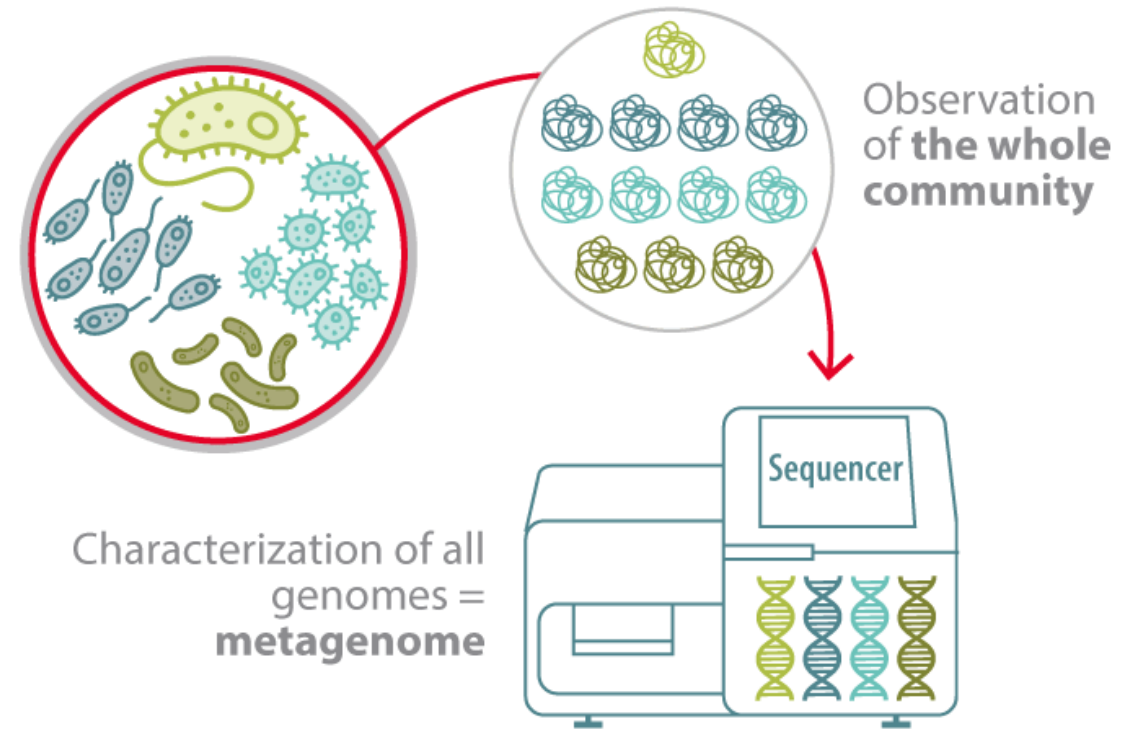 Observation
of the whole
community
Sequencer
Characterization of all
genomes =
metagenome